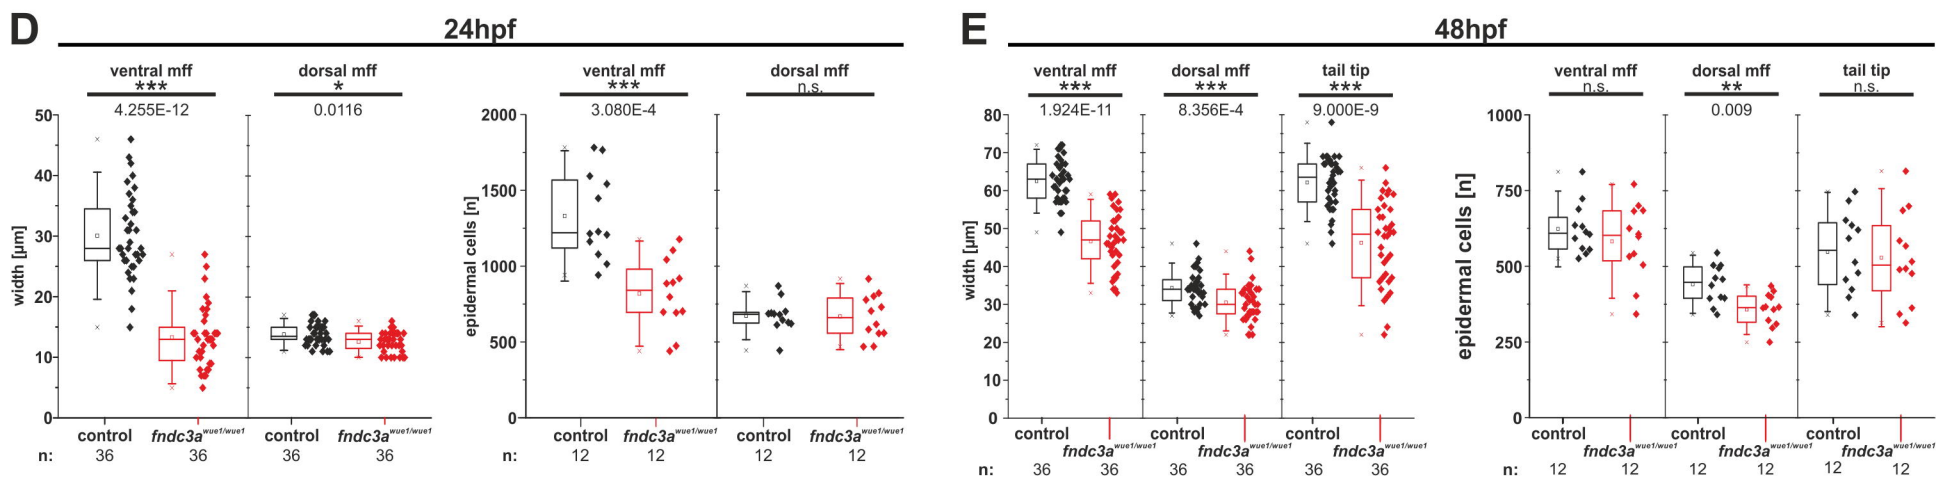 D 24hpf
ventral mff dorsal mff
*** *
4.255E-12 0.0116
width [µm]
50
40
30
20
10
0
control fndc3a^wue1/wue1 control fndc3a^wue1/wue1
n: 36 36 36 36
ventral mff dorsal mff
*** n.s.
3.080E-4
epidermal cells [n]
2000
1500
1000
500
0
control fndc3a^wue1/wue1 control fndc3a^wue1/wue1
n: 12 12 12 12
E 48hpf
ventral mff dorsal mff tail tip
*** *** ***
1.924E-11 8.356E-4 9.000E-9
width [µm]
80
70
60
50
40
30
20
10
0
control control control
fndc3a^wue1/wue1 fndc3a^wue1/wue1 fndc3a^wue1/wue1
n: 36 36 36 36 36 36
ventral mff dorsal mff tail tip
n.s. ** n.s.
0.009
epidermal cells [n]
1000
750
500
250
0
control control control
fndc3a^wue1/wue1 fndc3a^wue1/wue1 fndc3a^wue1/wue1
n: 12 12 12 12 12 12